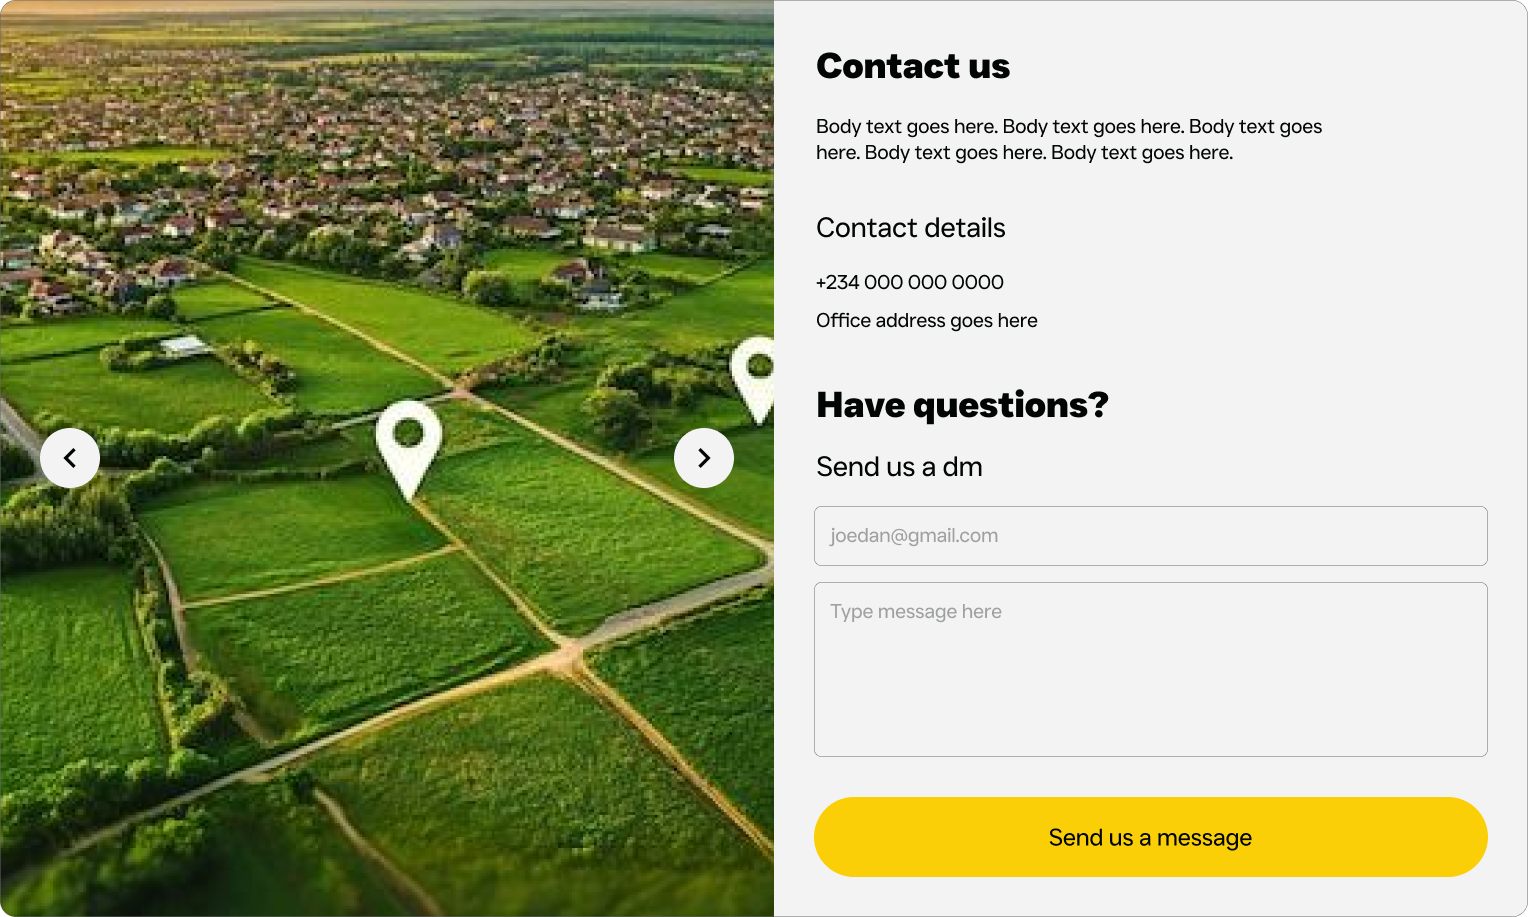 Contact us
Body text goes here. Body text goes here. Body text goes
here. Body text goes here. Body text goes here.
Contact details
+234 000 000 0000
Office address goes here
Have questions?
Send us a dm
joedan@gmail.com
Type message here
Send us a message